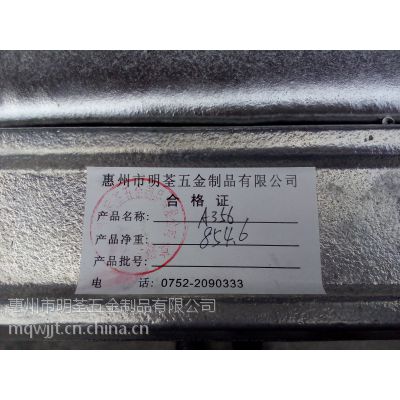 惠州市明荃五金制品有限公司
合格证
产品名称: A356
产品净重: 854.6
产品批号:
电 话: 0752-2090333
惠州市明荃五金制品有限公司
mqwjjt.cn.china.cn